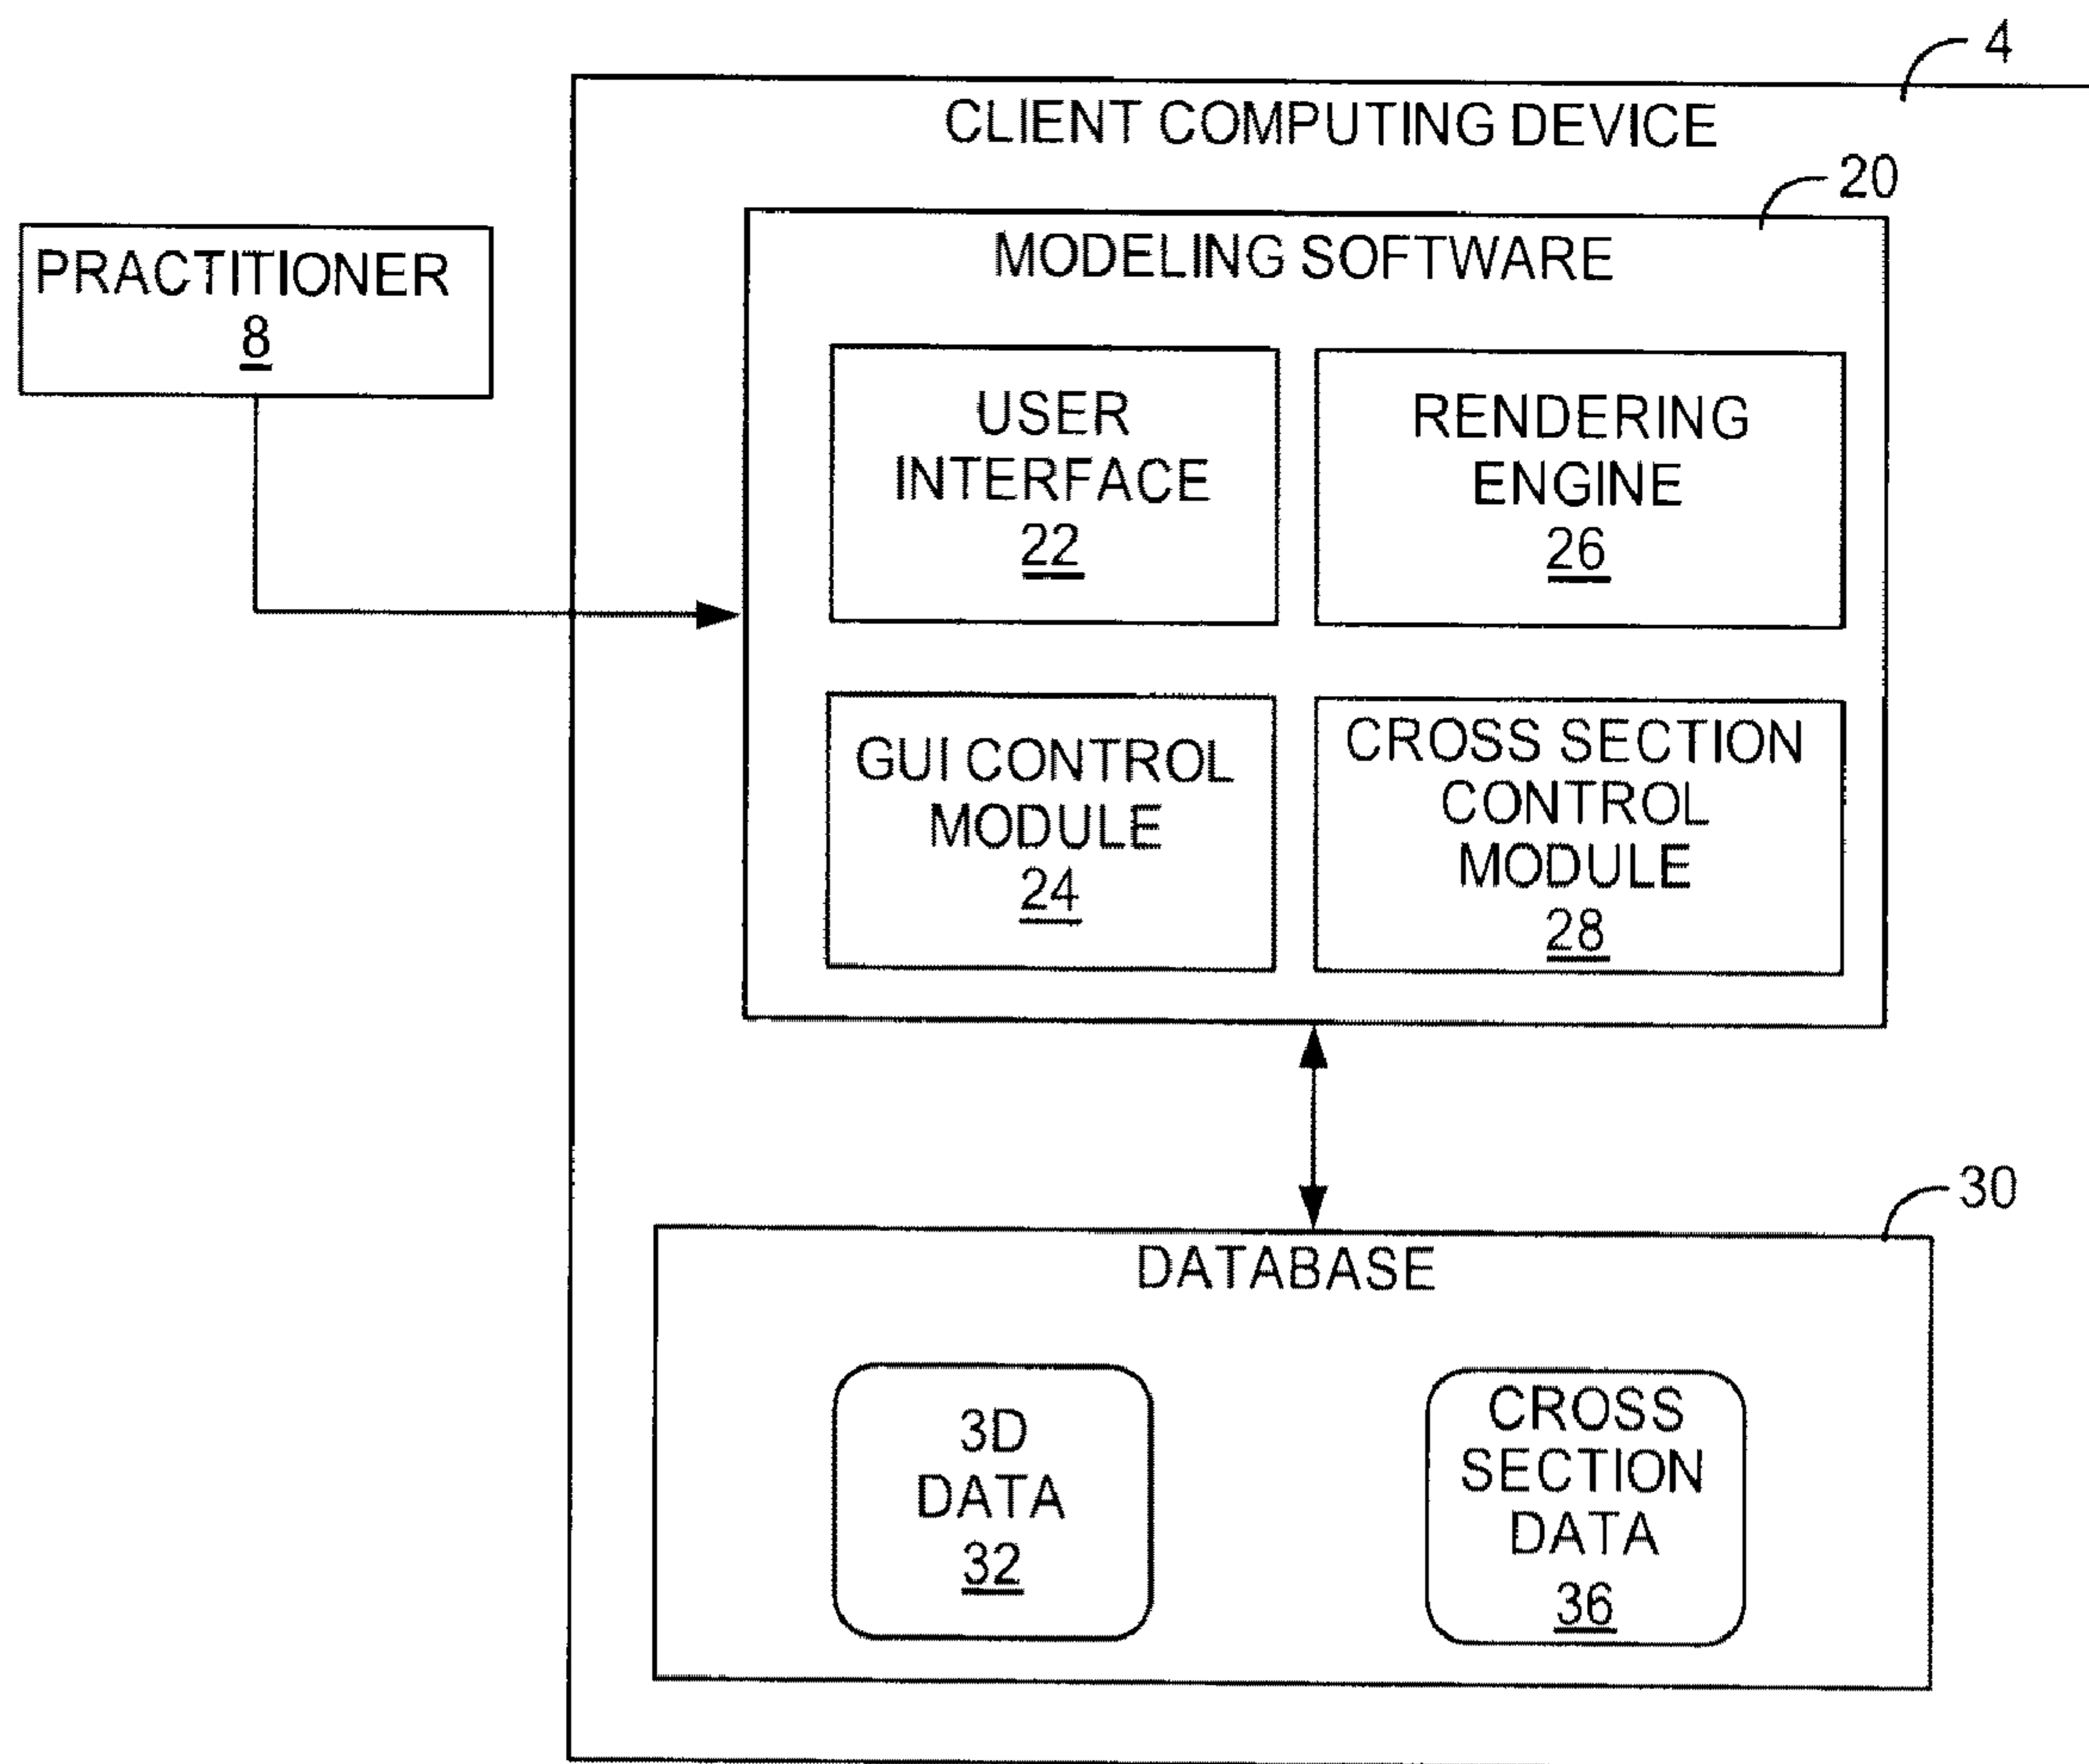 4
CLIENT COMPUTING DEVICE
20
MODELING SOFTWARE
PRACTITIONER
8
USER
INTERFACE
22
RENDERING
ENGINE
26
GUI CONTROL
MODULE
24
CROSS SECTION
CONTROL
MODULE
28
30
DATABASE
3D
DATA
32
CROSS
SECTION
DATA
36